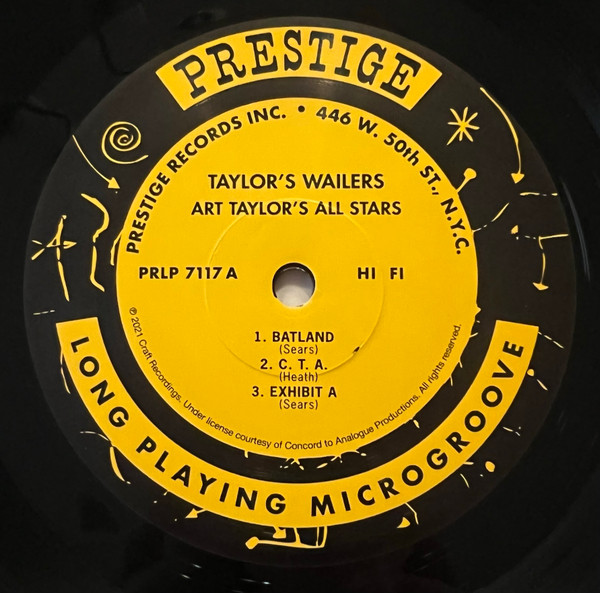 PRESTIGE
PRESTIGE RECORDS INC. • 446 W. 50th ST., N.Y.C.
TAYLOR'S WAILERS
ART TAYLOR'S ALL STARS
PRLP 7117 A
HI FI
1. BATLAND
(Sears)
2. C. T. A.
(Heath)
3. EXHIBIT A
(Sears)
℗ 2021 Craft Recordings. Under license courtesy of Concord to Analogue Productions. All rights reserved.
LONG PLAYING MICROGROOVE